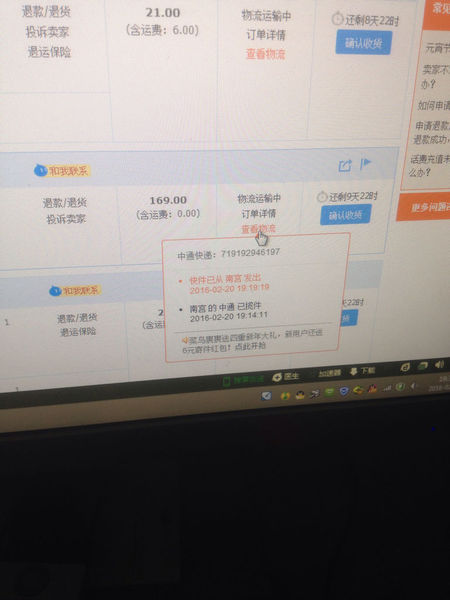 退款/退货
投诉卖家
退运保险
21.00
(含运费: 6.00)
物流运输中
订单详情
查看物流
还剩8天22时
确认收货
元宵节
卖家不
办?
如何申请
申请退款,
退款成功,
话费充值未
么办?
更多问题
和我联系
退款/退货
投诉卖家
169.00
(含运费: 0.00)
物流运输中
订单详情
查看物流
还剩9天22时
确认收货
中通快递: 719192946197
• 快件已从 南宫 发出
2016-02-20 19:19:19
• 南宫 的 中通 已揽件
2016-02-20 19:14:11
菜鸟裹裹送四重新年大礼, 新用户还送
6元寄件红包! 点此开始
和我联系
1
退款/退货
退运保险
22时
医生
加速器
下载